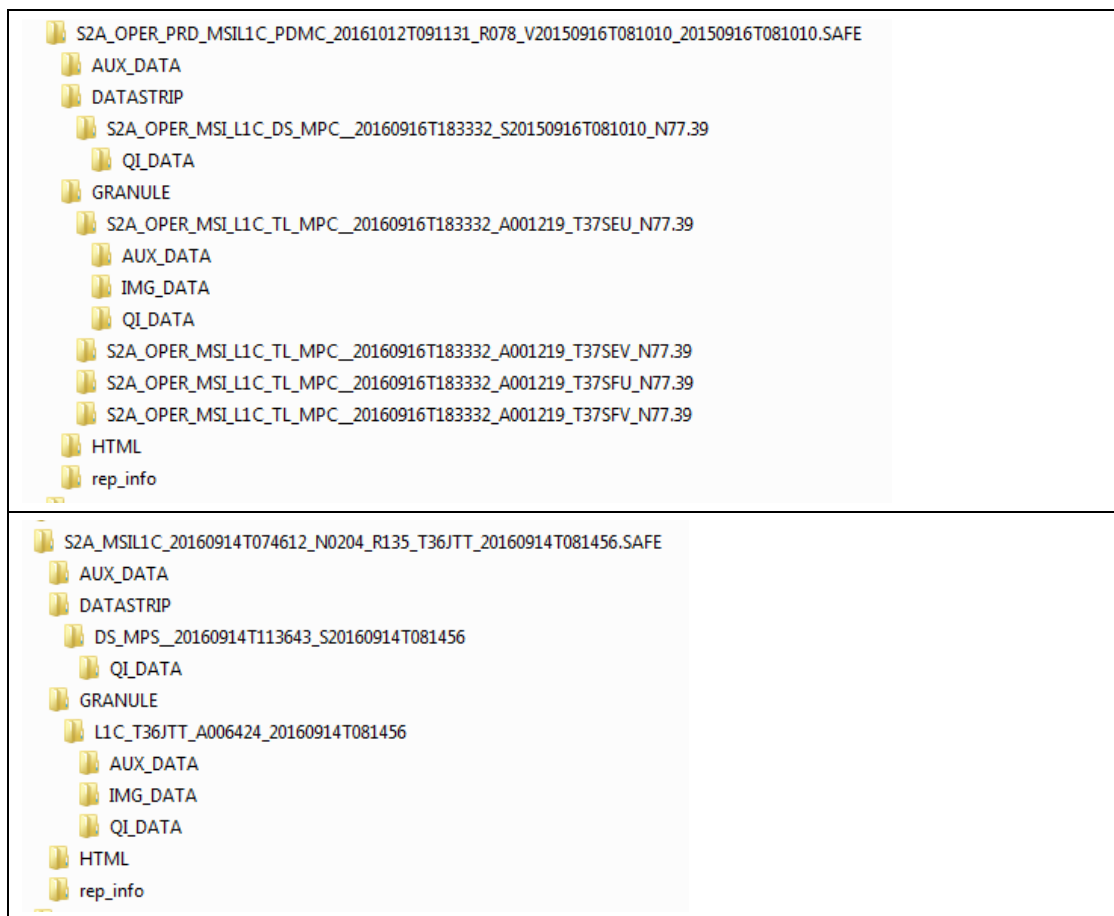 S2A_OPER_PRD_MSIL1C_PDMC_20161012T091131_R078_V20150916T081010_20150916T081010.SAFE
AUX_DATA
DATASTRIP
S2A_OPER_MSI_L1C_DS_MPC__20160916T183332_S20150916T081010_N77.39
QI_DATA
GRANULE
S2A_OPER_MSI_L1C_TL_MPC__20160916T183332_A001219_T37SEU_N77.39
AUX_DATA
IMG_DATA
QI_DATA
S2A_OPER_MSI_L1C_TL_MPC__20160916T183332_A001219_T37SEV_N77.39
S2A_OPER_MSI_L1C_TL_MPC__20160916T183332_A001219_T37SFU_N77.39
S2A_OPER_MSI_L1C_TL_MPC__20160916T183332_A001219_T37SFV_N77.39
HTML
rep_info
S2A_MSIL1C_20160914T074612_N0204_R135_T36JTT_20160914T081456.SAFE
AUX_DATA
DATASTRIP
DS_MPS__20160914T113643_S20160914T081456
QI_DATA
GRANULE
L1C_T36JTT_A006424_20160914T081456
AUX_DATA
IMG_DATA
QI_DATA
HTML
rep_info